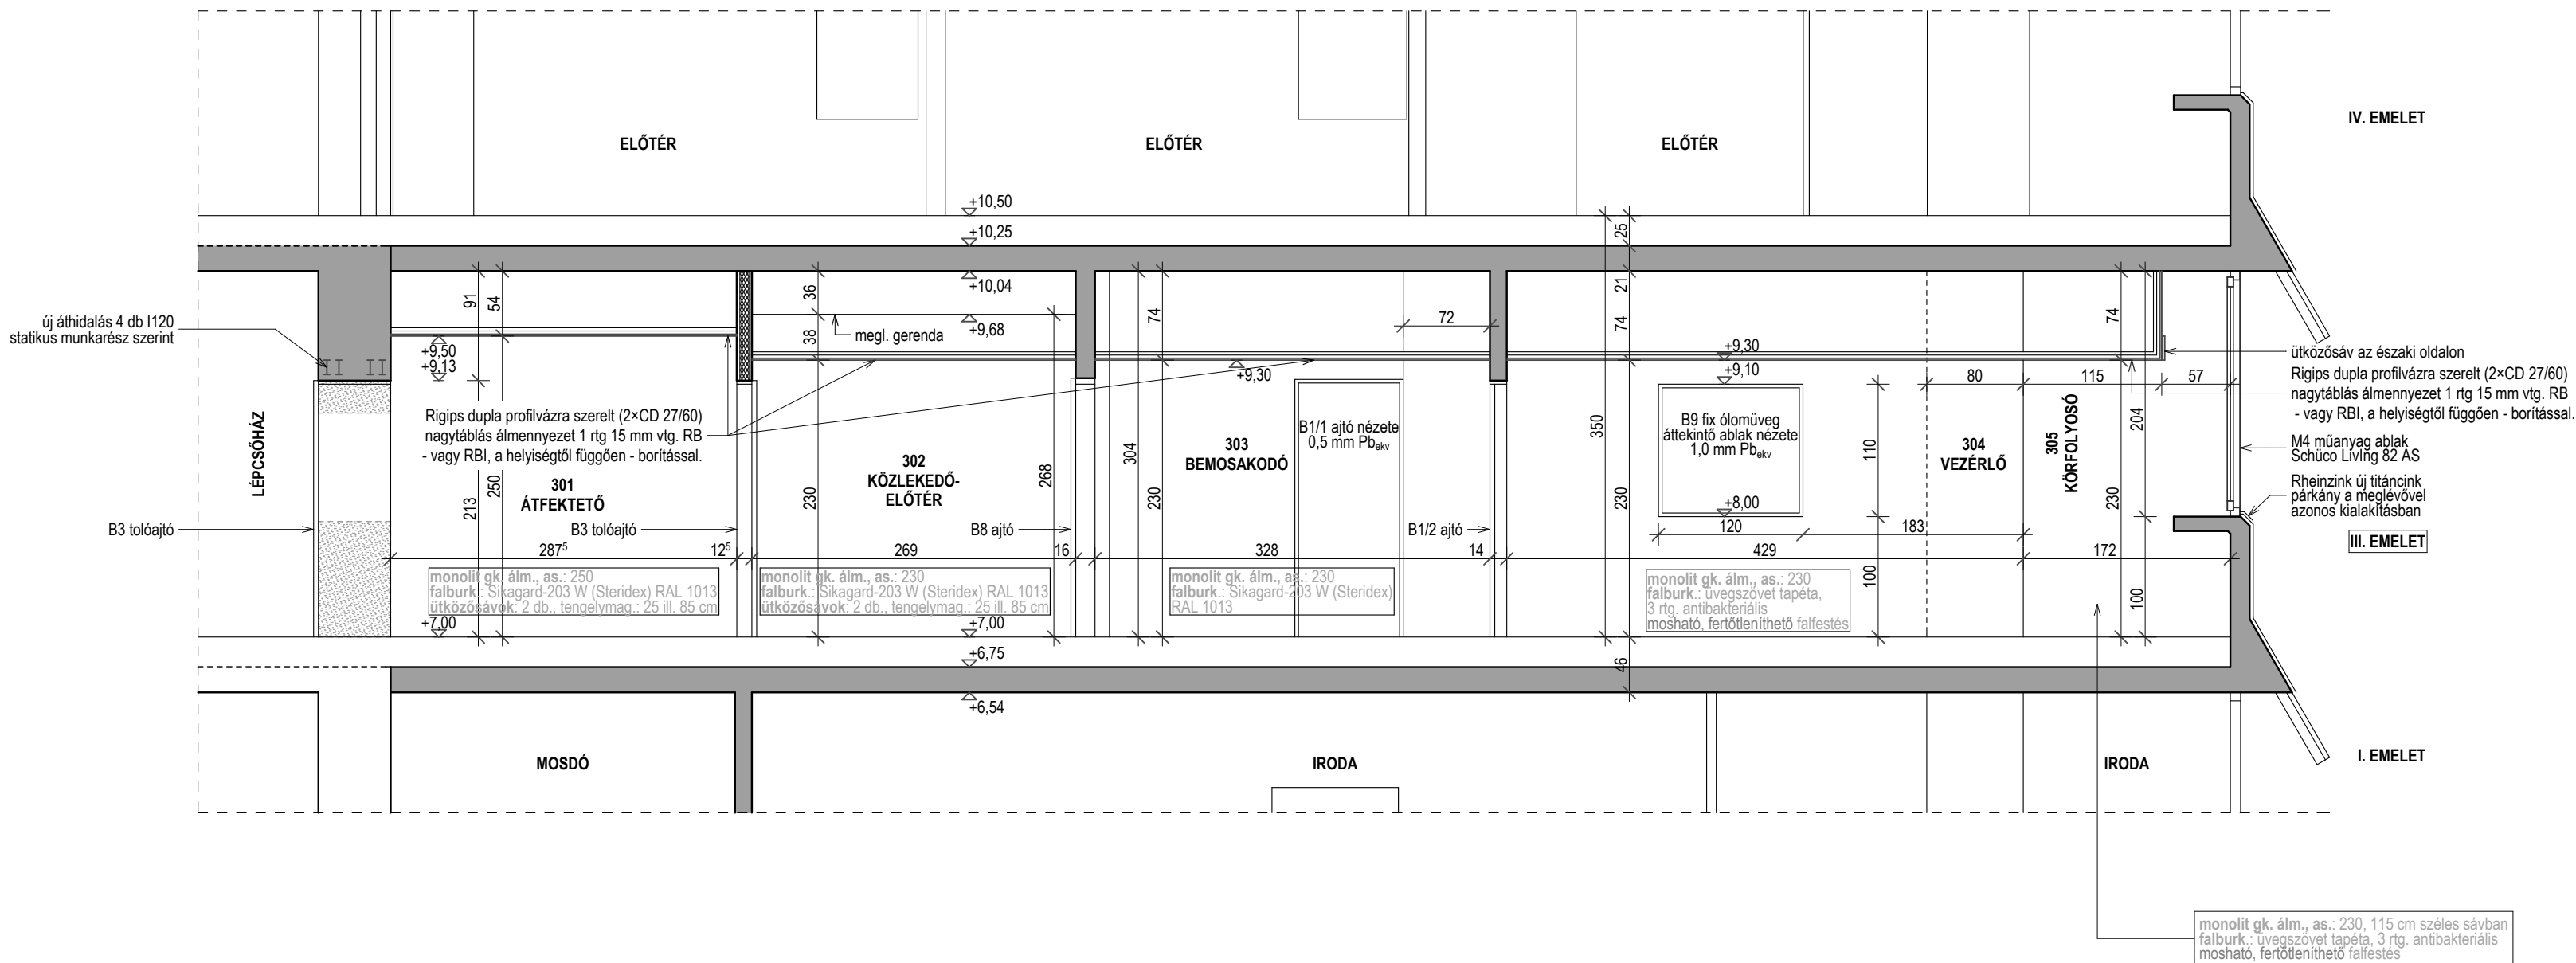 ELŐTÉR
ELŐTÉR
ELŐTÉR
IV. EMELET
+10,50
+10,25
25
21
91
54
36
+10,04
74
74
74
új áthidalás 4 db I120
statikus munkarész szerint
+9,50
+9,13
38
megl. gerenda
+9,68
72
+9,30
+9,30
+9,10
80
115
57
204
ütközősáv az északi oldalon
Rigips dupla profilvázra szerelt (2×CD 27/60)
nagytáblás álmennyezet 1 rtg 15 mm vtg. RB
- vagy RBI, a helyiségtől függően - borítással.
M4 műanyag ablak
Schüco LivIng 82 AS
Rheinzink új titáncink
párkány a meglévővel
azonos kialakításban
III. EMELET
LÉPCSŐHÁZ
Rigips dupla profilvázra szerelt (2×CD 27/60)
nagytáblás álmennyezet 1 rtg 15 mm vtg. RB
- vagy RBI, a helyiségtől függően - borítással.
301
ÁTFEKTETŐ
213
250
302
KÖZLEKEDŐ-
ELŐTÉR
230
268
304
230
303
BEMOSAKODÓ
B1/1 ajtó nézete
0,5 mm Pbekv
350
230
B9 fix ólomüveg
áttekintő ablak nézete
1,0 mm Pbekv
+8,00
110
304
VEZÉRLŐ
305
KÖRFOLYOSÓ
230
B3 tolóajtó
B3 tolóajtó
B8 ajtó
B1/2 ajtó
120
183
287⁵
12⁵
269
16
328
14
429
172
100
100
monolit gk. álm., as.: 250
falburk.: Sikagard-203 W (Steridex) RAL 1013
ütközősávok: 2 db., tengelymag.: 25 ill. 85 cm
monolit gk. álm., as.: 230
falburk.: Sikagard-203 W (Steridex) RAL 1013
ütközősávok: 2 db., tengelymag.: 25 ill. 85 cm
monolit gk. álm., as.: 230
falburk.: Sikagard-203 W (Steridex)
RAL 1013
monolit gk. álm., as.: 230
falburk.: üvegszövet tapéta,
3 rtg. antibakteriális
mosható, fertőtleníthető falfestés
+7,00
+7,00
+6,75
46
+6,54
MOSDÓ
IRODA
IRODA
I. EMELET
monolit gk. álm., as.: 230, 115 cm széles sávban
falburk.: üvegszövet tapéta, 3 rtg. antibakteriális
mosható, fertőtleníthető falfestés